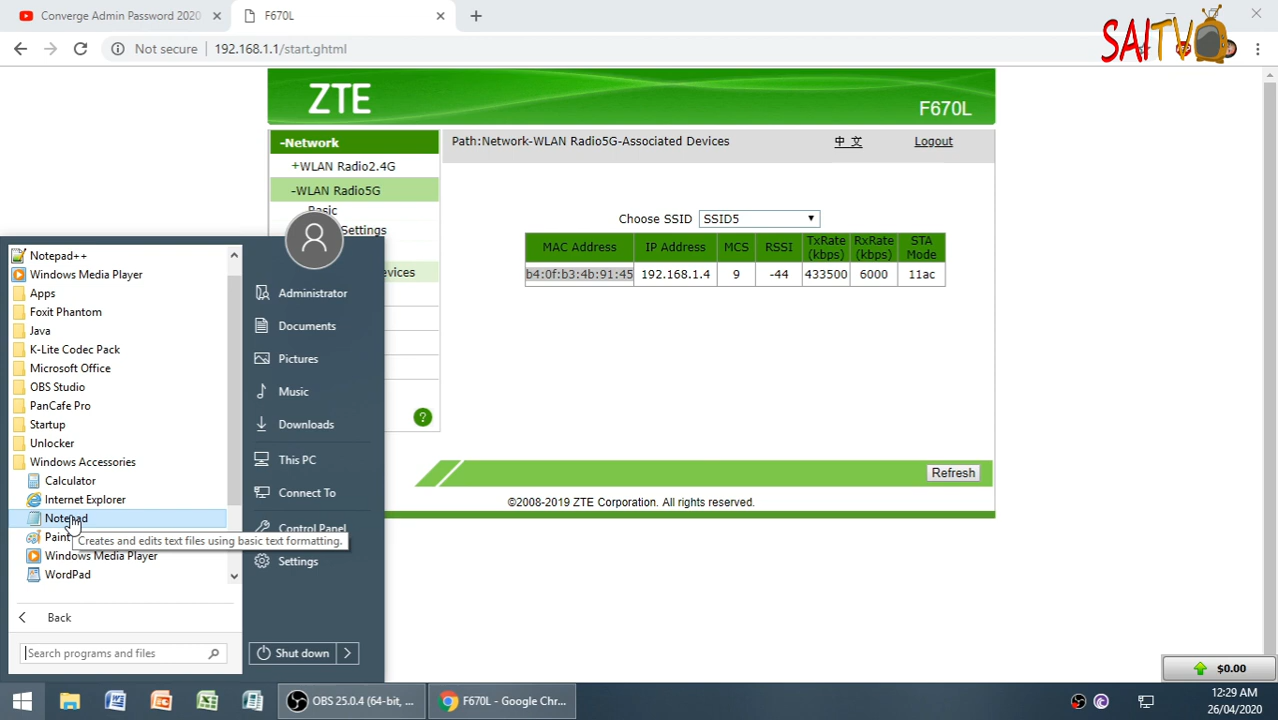 Converge Admin Password 2020
F670L
SAITV
Not secure
192.168.1.1/start.ghtml
ZTE
F670L
-Network
Path:Network-WLAN Radio5G-Associated Devices
中 文
Logout
+WLAN Radio2.4G
-WLAN Radio5G
Basic
Settings
evices
Choose SSID
SSID5
MAC Address
IP Address
MCS
RSSI
TxRate (kbps)
RxRate (kbps)
STA Mode
b4:0f:b3:4b:91:45
192.168.1.4
9
-44
433500
6000
11ac
Refresh
©2008-2019 ZTE Corporation. All rights reserved.
Notepad++
Windows Media Player
Apps
Foxit Phantom
Java
K-Lite Codec Pack
Microsoft Office
OBS Studio
PanCafe Pro
Startup
Unlocker
Windows Accessories
Calculator
Internet Explorer
Notepad
Paint
Creates and edits text files using basic text formatting.
Windows Media Player
WordPad
Back
Search programs and files
Administrator
Documents
Pictures
Music
Downloads
This PC
Connect To
Control Panel
Settings
Shut down
$0.00
OBS 25.0.4 (64-bit, ...
F670L - Google Chr...
12:29 AM
26/04/2020